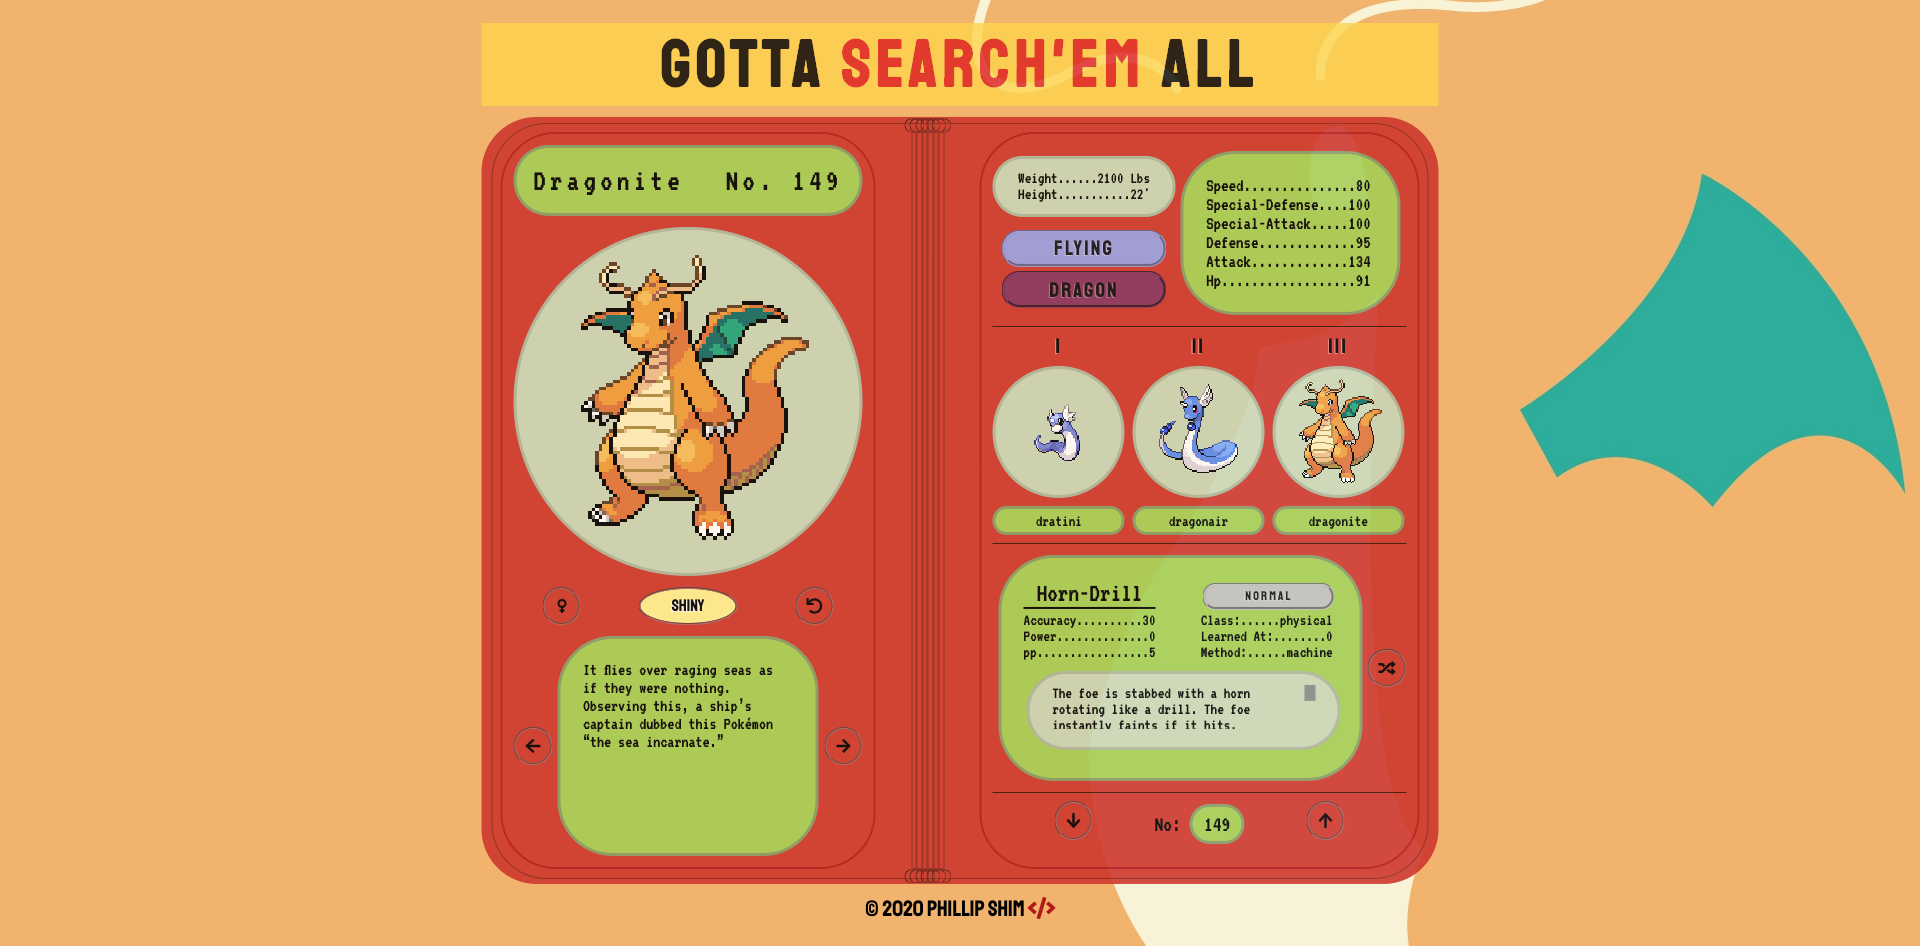 GOTTA SEARCH'EM ALL
Dragonite No. 149
SHINY
It flies over raging seas as
if they were nothing.
Observing this, a ship’s
captain dubbed this Pokémon
“the sea incarnate.”
Weight......2100 Lbs
Height...........22'
FLYING
DRAGON
Speed...............80
Special-Defense....100
Special-Attack.....100
Defense.............95
Attack.............134
Hp..................91
I II III
dratini dragonair dragonite
Horn-Drill
Accuracy..........30
Power..............0
pp.................5
NORMAL
Class:......physical
Learned At:........0
Method:......machine
The foe is stabbed with a horn
rotating like a drill. The foe
instantly faints if it hits.
No: 149
© 2020 PHILLIP SHIM </>